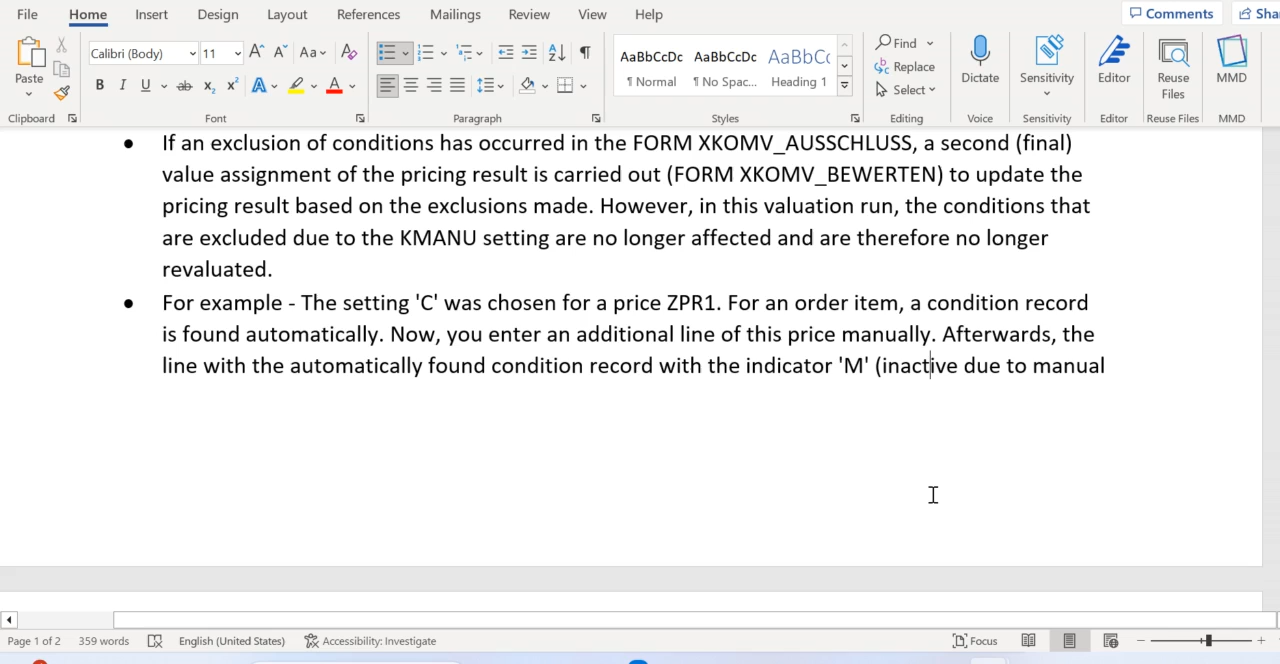 File Home Insert Design Layout References Mailings Review View Help Comments Sha
Paste
Calibri (Body) 11 Aa
B I U ab x₂ x² A A
AaBbCcDc AaBbCcDc AaBbCc
¶ Normal ¶ No Spac... Heading 1
Find
Replace
Select
Dictate
Sensitivity
Editor
Reuse Files
MMD
Clipboard Font Paragraph Styles Editing Voice Sensitivity Editor Reuse Files MMD
● If an exclusion of conditions has occurred in the FORM XKOMV_AUSSCHLUSS, a second (final)
value assignment of the pricing result is carried out (FORM XKOMV_BEWERTEN) to update the
pricing result based on the exclusions made. However, in this valuation run, the conditions that
are excluded due to the KMANU setting are no longer affected and are therefore no longer
revaluated.
● For example - The setting 'C' was chosen for a price ZPR1. For an order item, a condition record
is found automatically. Now, you enter an additional line of this price manually. Afterwards, the
line with the automatically found condition record with the indicator 'M' (inactive due to manual
Page 1 of 2 359 words English (United States) Accessibility: Investigate Focus